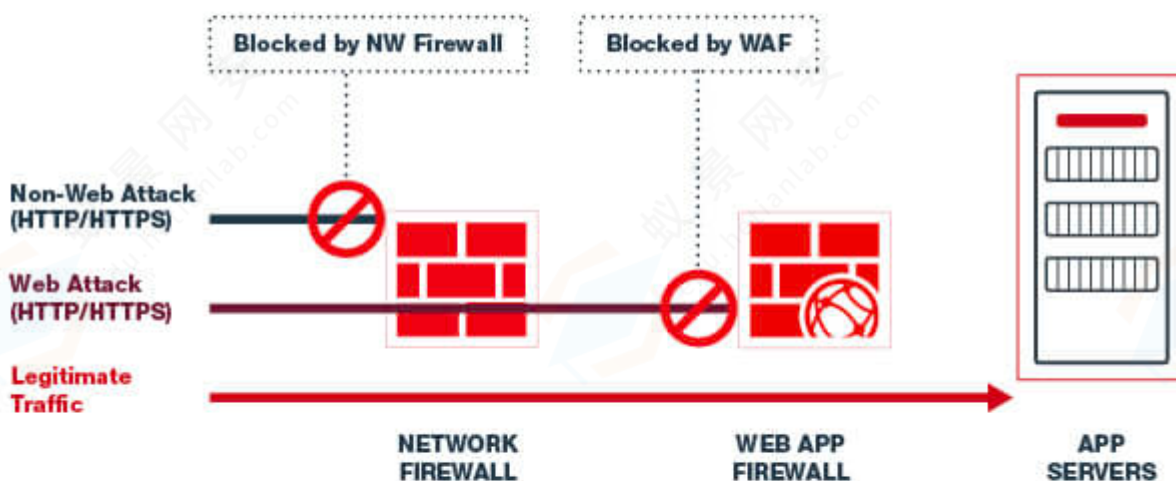 Blocked by NW Firewall
Blocked by WAF
Non-Web Attack
(HTTP/HTTPS)
Web Attack
(HTTP/HTTPS)
Legitimate
Traffic
NETWORK
FIREWALL
WEB APP
FIREWALL
APP
SERVERS